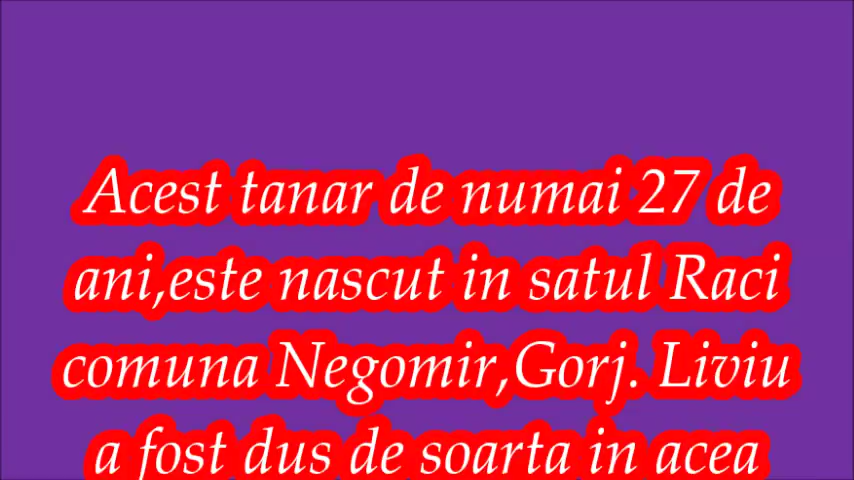 Acest tanar de numai 27 de
ani,este nascut in satul Raci
comuna Negomir,Gorj. Liviu
a fost dus de soarta in acea